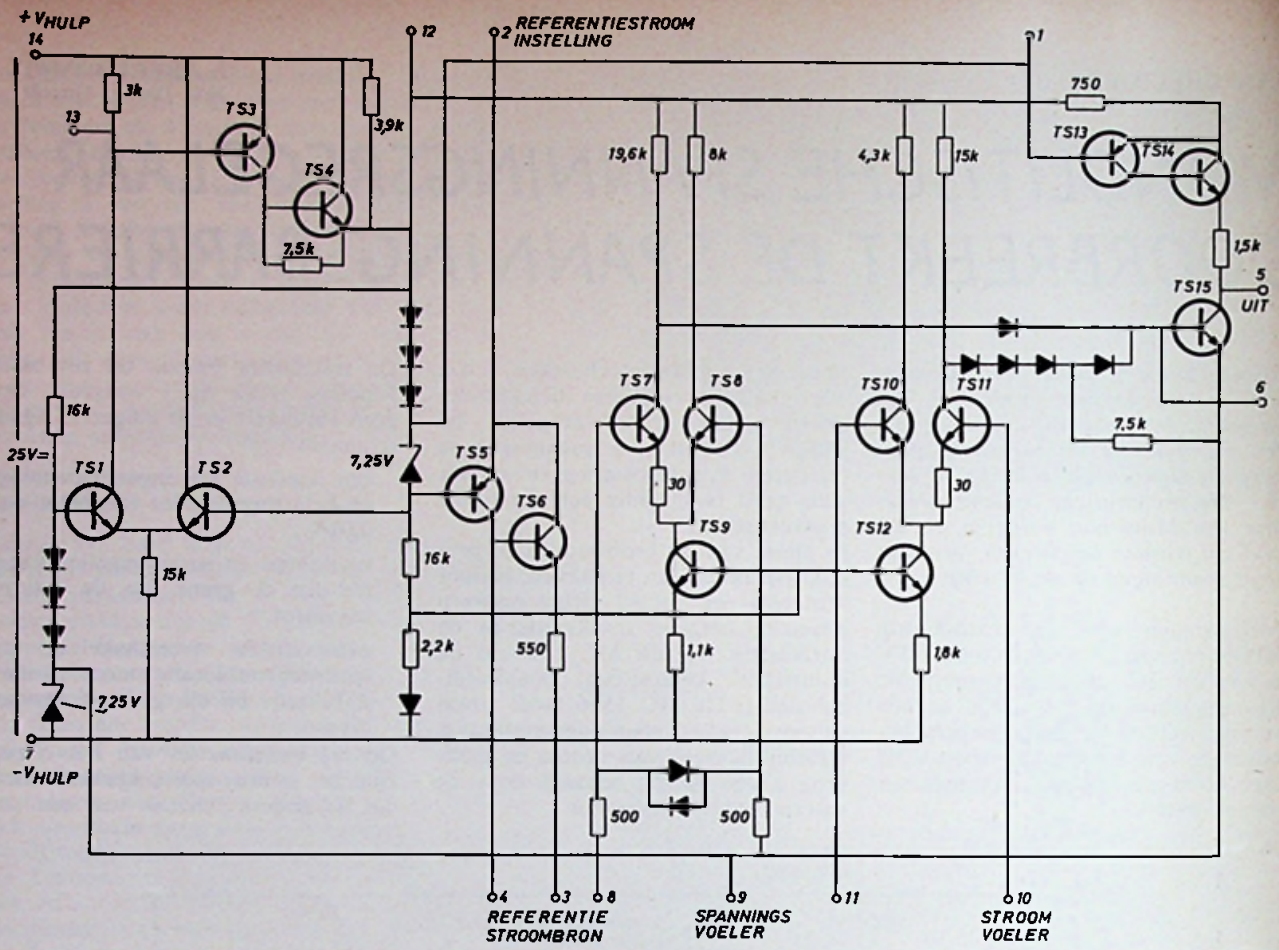 +VHULP
14
12
2 REFERENTIESTROOM
INSTELLING
1
3k
13
TS3
TS4
3,9k
7,5k
19,6k
8k
4,3k
15k
750
TS13
TS14
1,5k
5
UIT
TS15
6
7,5k
16k
25V=
TS1
TS2
15k
7,25V
7,25V
TS5
TS6
16k
2,2k
550
TS7
TS8
30
TS9
1,1k
TS10
TS11
30
TS12
1,8k
7
-VHULP
500
500
4
3
8
9
11
10
REFERENTIE
STROOMBRON
SPANNINGS
VOELER
STROOM
VOELER